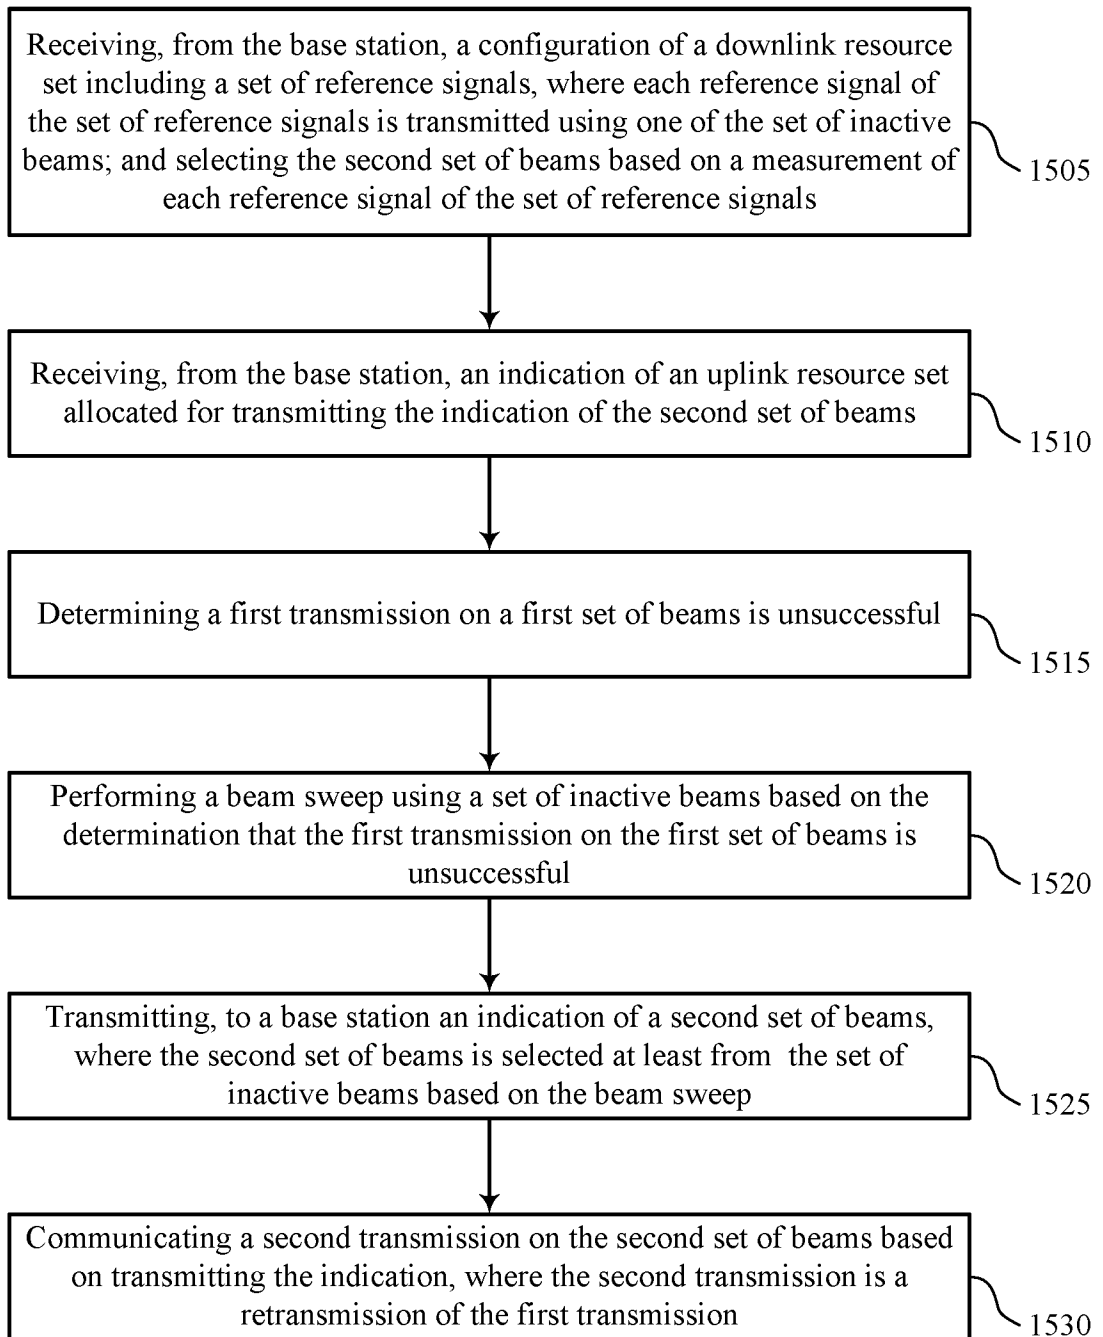 Receiving, from the base station, a configuration of a downlink resource
set including a set of reference signals, where each reference signal of
the set of reference signals is transmitted using one of the set of inactive
beams; and selecting the second set of beams based on a measurement of
each reference signal of the set of reference signals
1505
Receiving, from the base station, an indication of an uplink resource set
allocated for transmitting the indication of the second set of beams
1510
Determining a first transmission on a first set of beams is unsuccessful
1515
Performing a beam sweep using a set of inactive beams based on the
determination that the first transmission on the first set of beams is
unsuccessful
1520
Transmitting, to a base station an indication of a second set of beams,
where the second set of beams is selected at least from the set of
inactive beams based on the beam sweep
1525
Communicating a second transmission on the second set of beams based
on transmitting the indication, where the second transmission is a
retransmission of the first transmission
1530